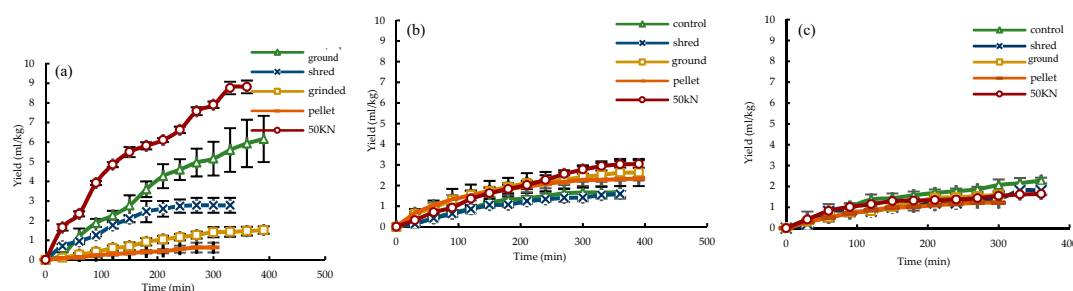 (a)
Yield (ml/kg)
10
9
8
7
6
5
4
3
2
1
0
0
100
200
300
400
500
Time (min)
ground
shred
grinded
pellet
50KN
(b)
Yield (ml/kg)
10
9
8
7
6
5
4
3
2
1
0
0
100
200
300
400
500
Time (min)
control
shred
ground
pellet
50kN
(c)
Yield (ml/kg)
10
9
8
7
6
5
4
3
2
1
0
0
100
200
300
400
Time (min)
control
shred
ground
pellet
50KN